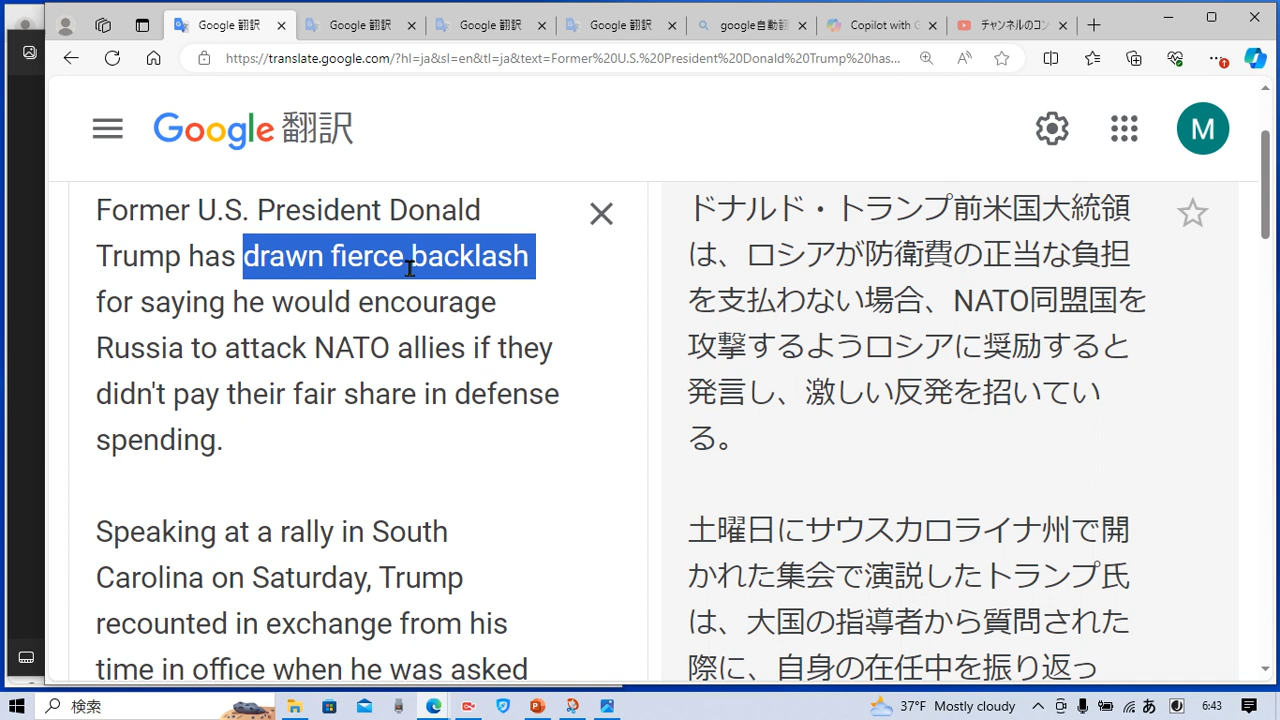 Google 翻訳
Google 翻訳
Google 翻訳
Google 翻訳
google自動翻
Copilot with G
チャンネルのコン
https://translate.google.com/?hl=ja&sl=en&tl=ja&text=Former%20U.S.%20President%20Donald%20Trump%20has...
Google 翻訳
M
Former U.S. President Donald
Trump has drawn fierce backlash
for saying he would encourage
Russia to attack NATO allies if they
didn't pay their fair share in defense
spending.
Speaking at a rally in South
Carolina on Saturday, Trump
recounted in exchange from his
time in office when he was asked
ドナルド・トランプ前米国大統領
は、ロシアが防衛費の正当な負担
を支払わない場合、NATO同盟国を
攻撃するようロシアに奨励すると
発言し、激しい反発を招いてい
る。
土曜日にサウスカロライナ州で開
かれた集会で演説したトランプ氏
は、大国の指導者から質問された
際に、自身の在任中を振り返っ
検索
37°F Mostly cloudy
あ
6:43